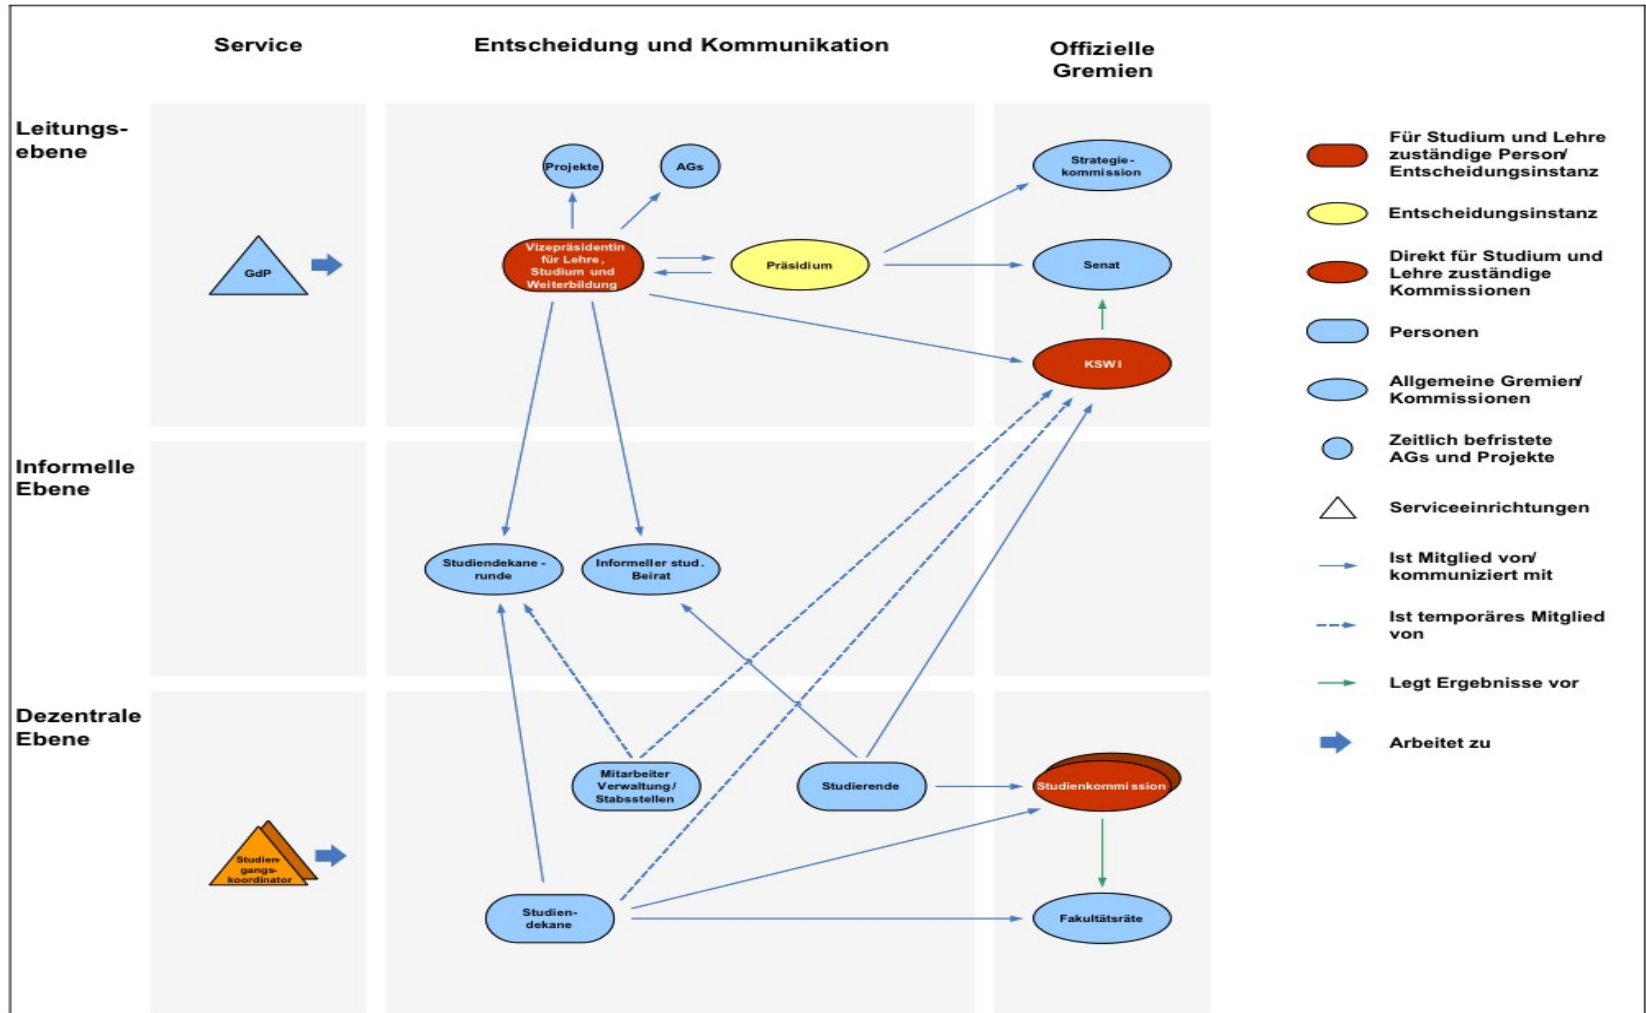 Service
Entscheidung und Kommunikation
Offizielle
Gremien
Leitungs-
ebene
Projekte
AGs
Strategie-
kommission
GdP
Vizepräsidentin
für Lehre,
Studium und
Weiterbildung
Präsidium
Senat
KSWI
Informelle
Ebene
Studiendekane-
runde
Informeller stud.
Beirat
Dezentrale
Ebene
Mitarbeiter
Verwaltung/
Stabsstellen
Studierende
Studienkommission
Studien-
gangs-
koordinator
Studien-
dekane
Fakultätsräte
Für Studium und Lehre
zuständige Person/
Entscheidungsinstanz
Entscheidungsinstanz
Direkt für Studium und
Lehre zuständige
Kommissionen
Personen
Allgemeine Gremien/
Kommissionen
Zeitlich befristete
AGs und Projekte
Serviceeinrichtungen
Ist Mitglied von/
kommuniziert mit
Ist temporäres Mitglied
von
Legt Ergebnisse vor
Arbeitet zu